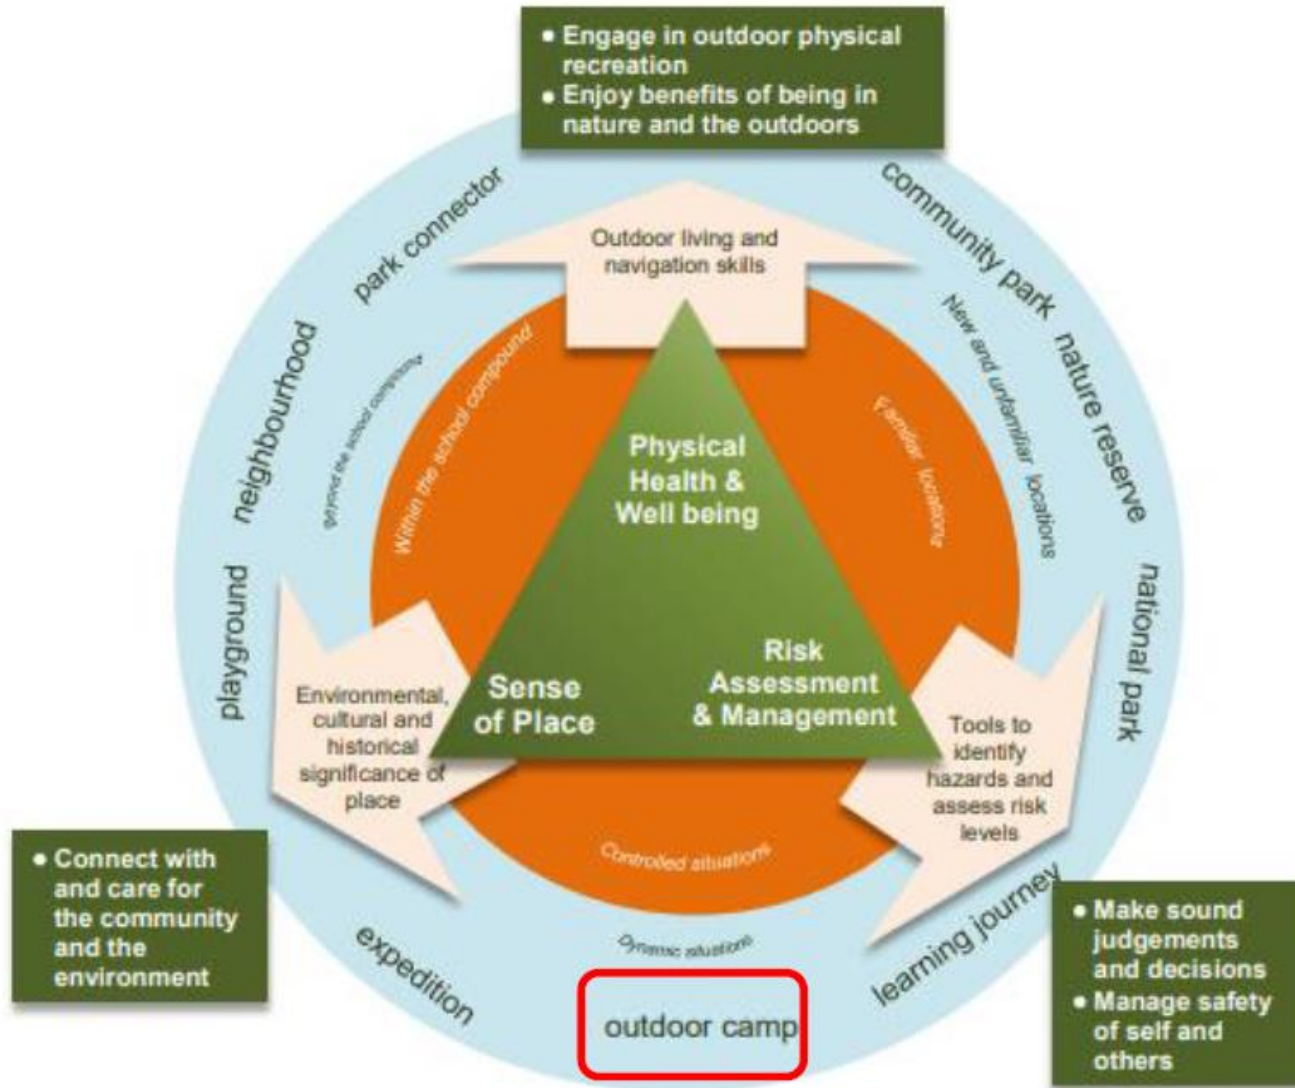 ● Engage in outdoor physical
recreation
● Enjoy benefits of being in
nature and the outdoors
park connector
community park
Outdoor living and
navigation skills
neighbourhood
Beyond the school compound
Within the school compound
Familiar locations
New and unfamiliar locations
nature reserve
Physical
Health &
Well being
playground
national park
Environmental,
cultural and
historical
significance of
place
Sense
of Place
Risk
Assessment
& Management
Tools to
identify
hazards and
assess risk
levels
Controlled situations
● Connect with
and care for
the community
and the
environment
expedition
Dynamic situations
outdoor camp
learning journey
● Make sound
judgements
and decisions
● Manage safety
of self and
others